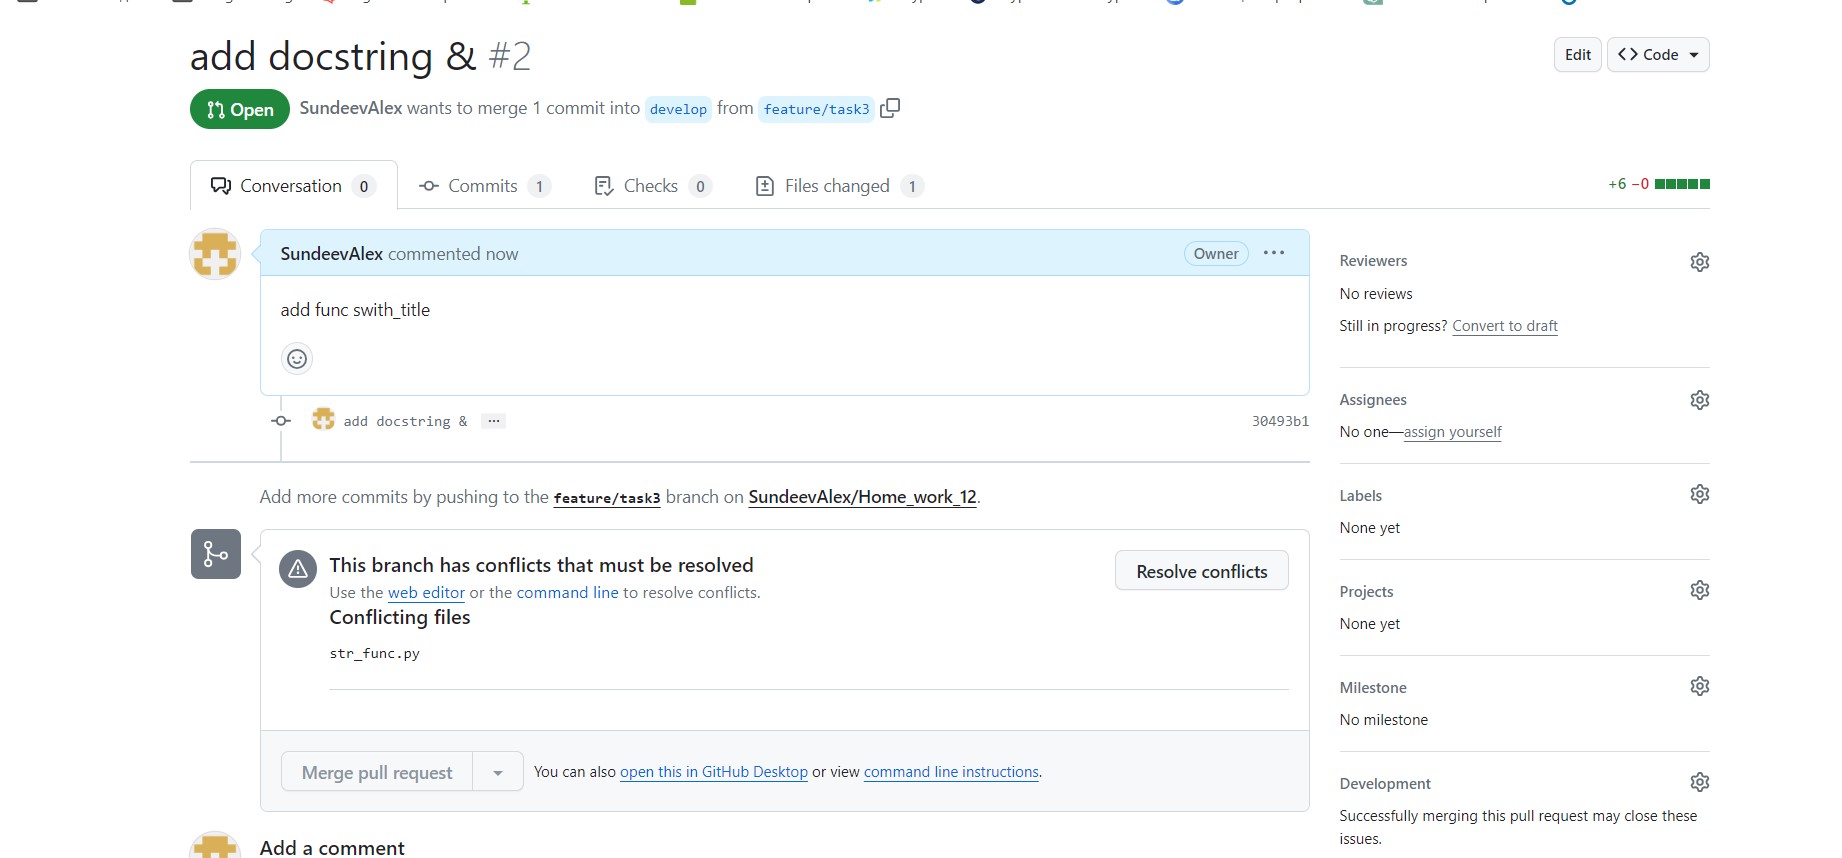 add docstring & #2
Edit
Code
Open
SundeevAlex wants to merge 1 commit into develop from feature/task3
Conversation 0
Commits 1
Checks 0
Files changed 1
+6 −0
SundeevAlex commented now
Owner
add func swith_title
add docstring & ...
30493b1
Add more commits by pushing to the feature/task3 branch on SundeevAlex/Home_work_12.
This branch has conflicts that must be resolved
Use the web editor or the command line to resolve conflicts.
Resolve conflicts
Conflicting files
str_func.py
Merge pull request
You can also open this in GitHub Desktop or view command line instructions.
Add a comment
Reviewers
No reviews
Still in progress? Convert to draft
Assignees
No one—assign yourself
Labels
None yet
Projects
None yet
Milestone
No milestone
Development
Successfully merging this pull request may close these
issues.